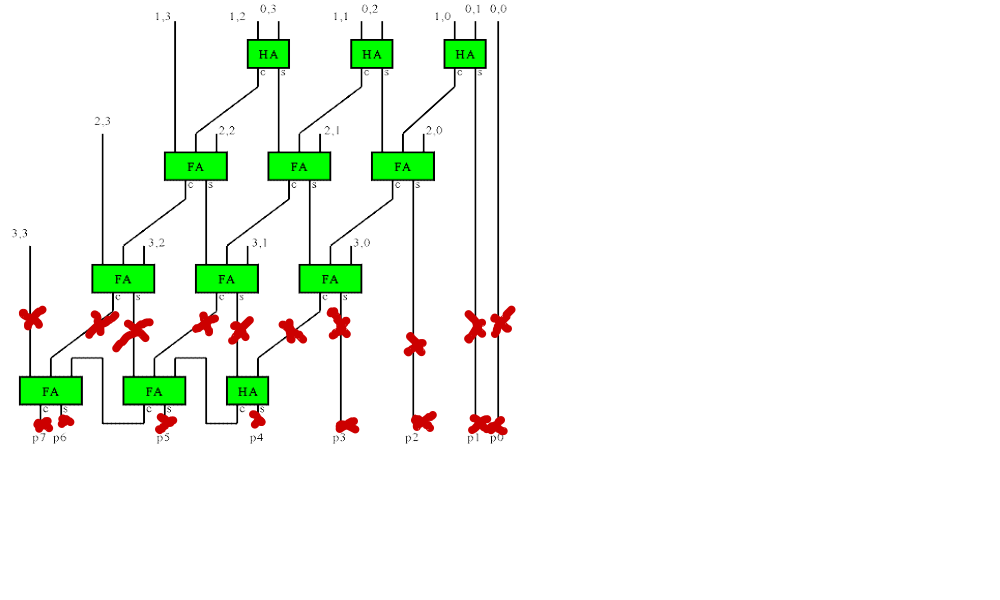 1,3 1,2 0,3 1,1 0,2 1,0 0,1 0,0
HA HA HA
C S C S C S
2,3 2,2 2,1 2,0
FA FA FA
C S C S C S
3,3 3,2 3,1 3,0
FA FA FA
C S C S C S
FA FA HA
C S C S C S
p7 p6 p5 p4 p3 p2 p1 p0